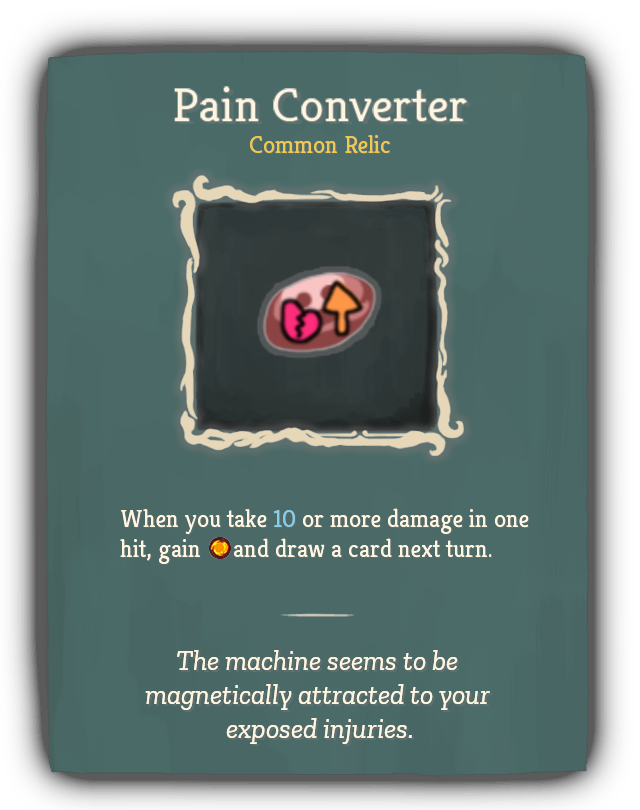 Pain Converter
Common Relic
When you take 10 or more damage in one
hit, gain and draw a card next turn.
The machine seems to be
magnetically attracted to your
exposed injuries.